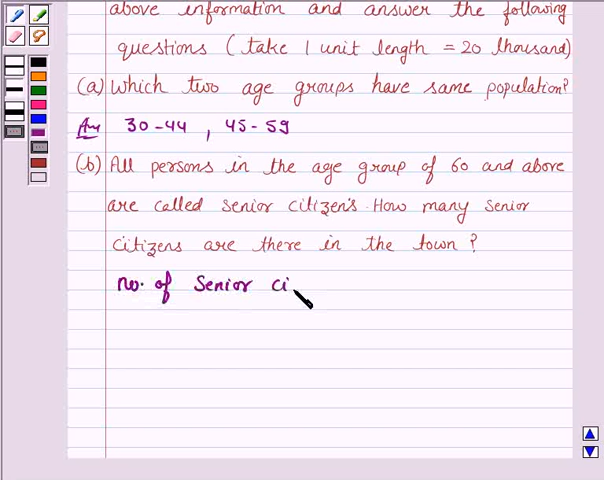 above information and answer the following
questions (take 1 unit length = 20 thousand)
(a) Which two age groups have same population?
Ans 30-44 , 45-59
(b) All persons in the age group of 60 and above
are called senior citizen's. How many senior
citizens are there in the town?
no. of Senior ci